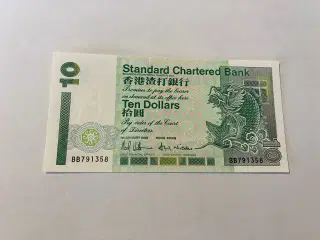 Standard Chartered Bank
香港渣打銀行
Promises to pay the bearer
on demand at its office here
Ten Dollars
拾圓
By order of the Court
of Directors
HONG KONG
BB791358
BB791358